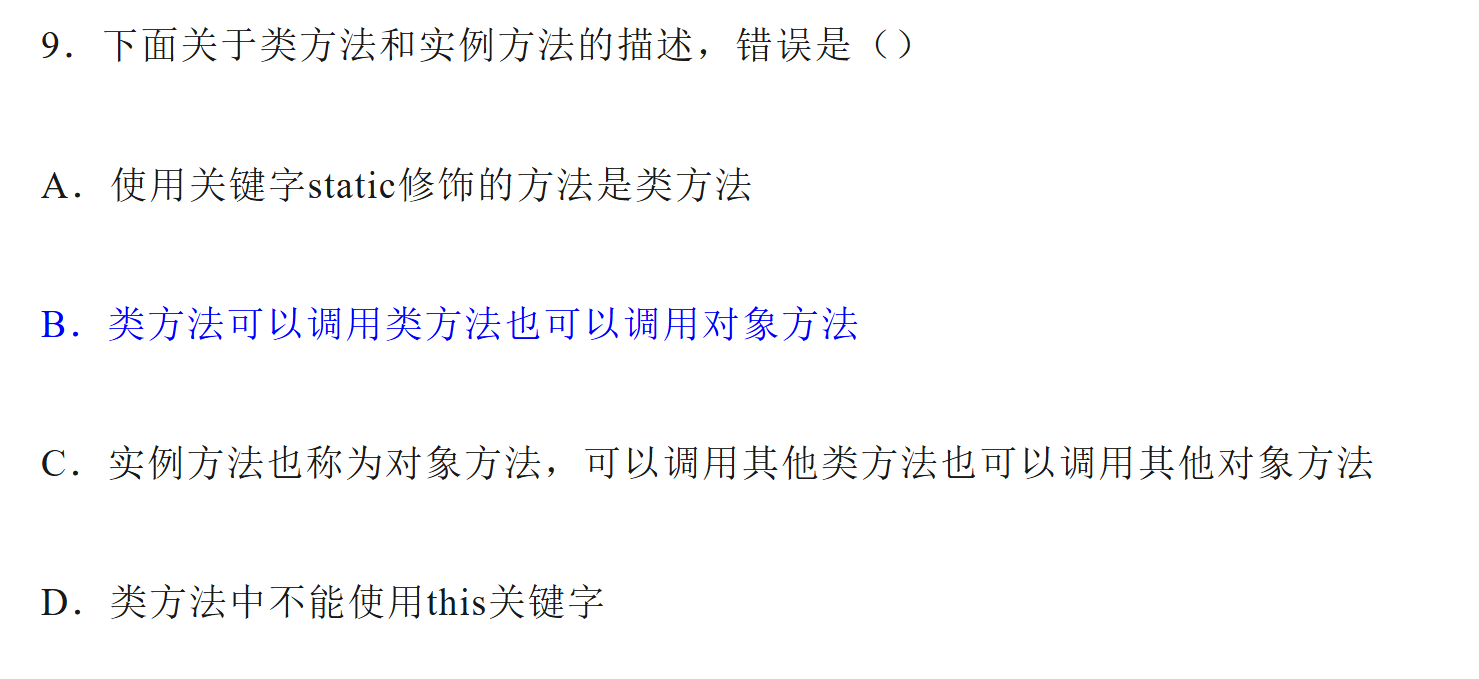 9．下面关于类方法和实例方法的描述，错误是（）
A．使用关键字static修饰的方法是类方法
B．类方法可以调用类方法也可以调用对象方法
C．实例方法也称为对象方法，可以调用其他类方法也可以调用其他对象方法
D．类方法中不能使用this关键字